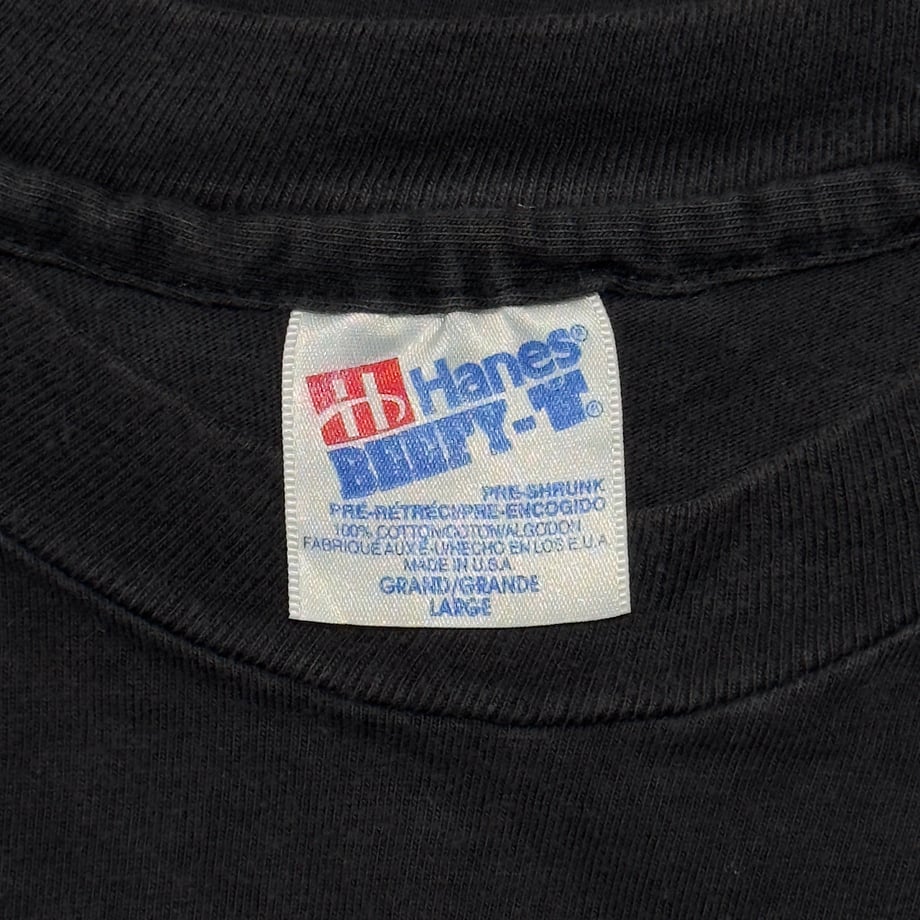 Hanes®
BEEFY-T®
PRE-SHRUNK
PRÉ-RÉTRÉCI/PRE-ENCOGIDO
100% COTTON/COTON/ALGODON
FABRIQUÉ AUX É-U/HECHO EN LOS E.U.A.
MADE IN U.S.A.
GRAND/GRANDE
LARGE